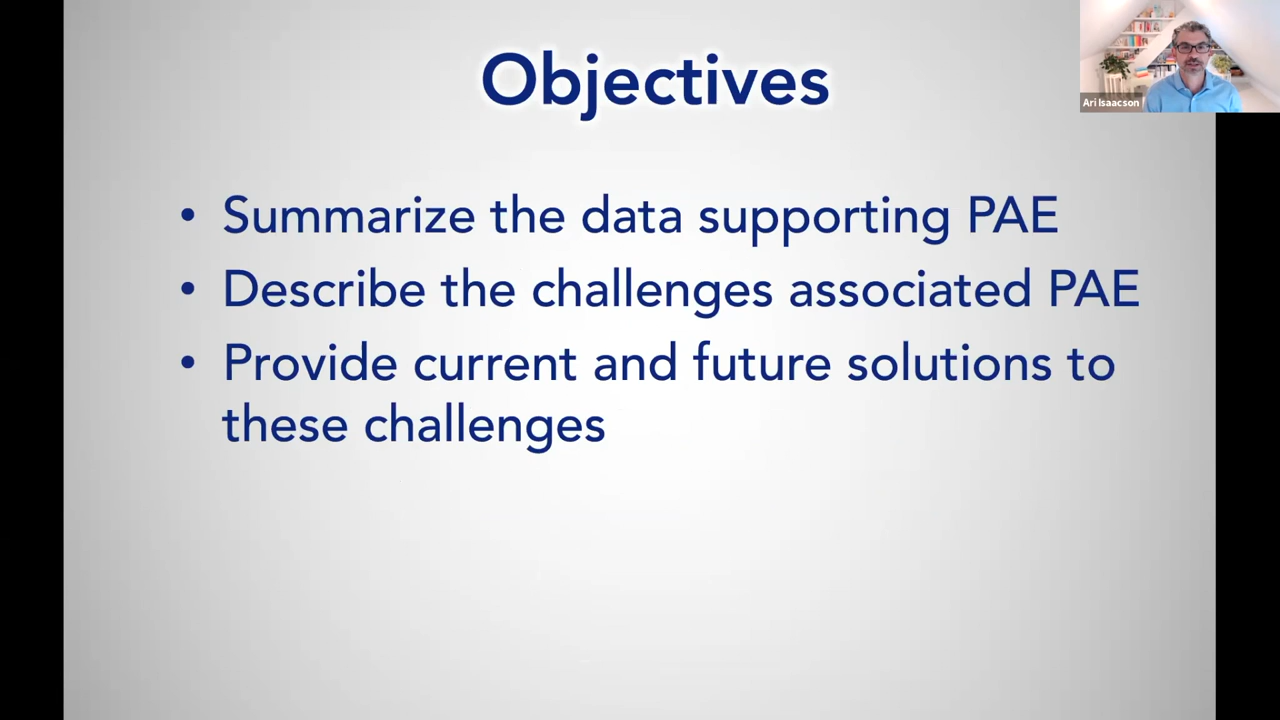 Objectives
Ari Isaacson
• Summarize the data supporting PAE
• Describe the challenges associated PAE
• Provide current and future solutions to
these challenges